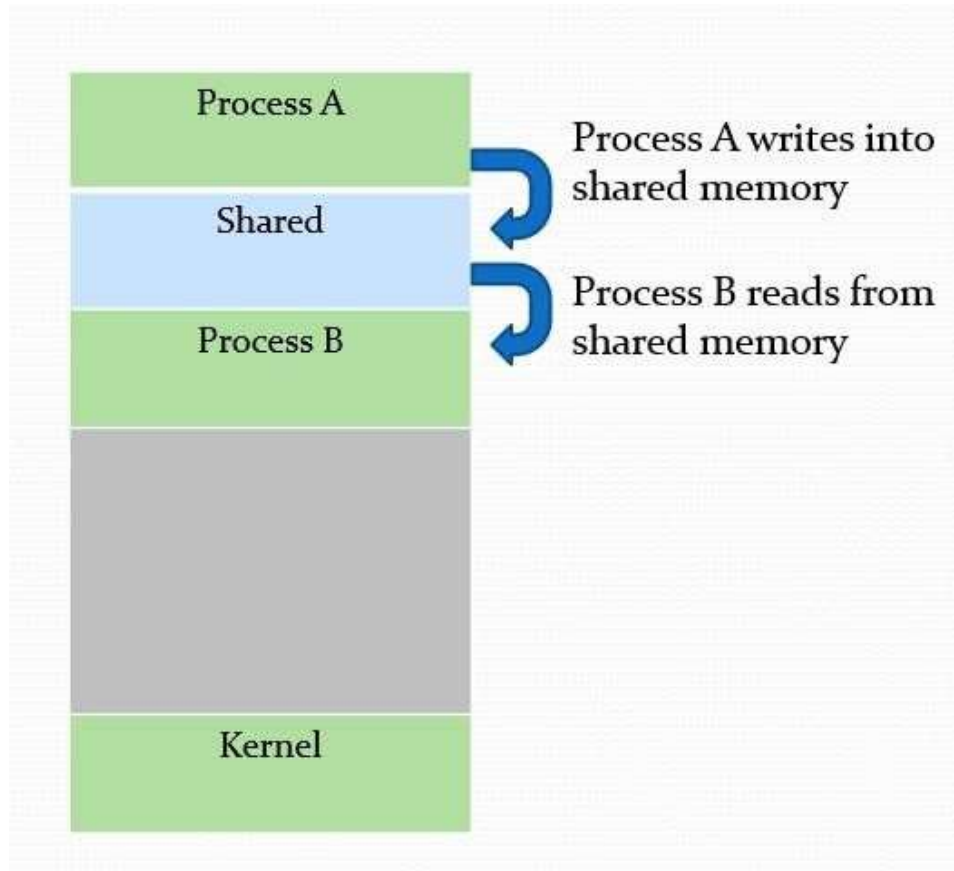 Process A
Process A writes into
shared memory
Shared
Process B reads from
shared memory
Process B
Kernel